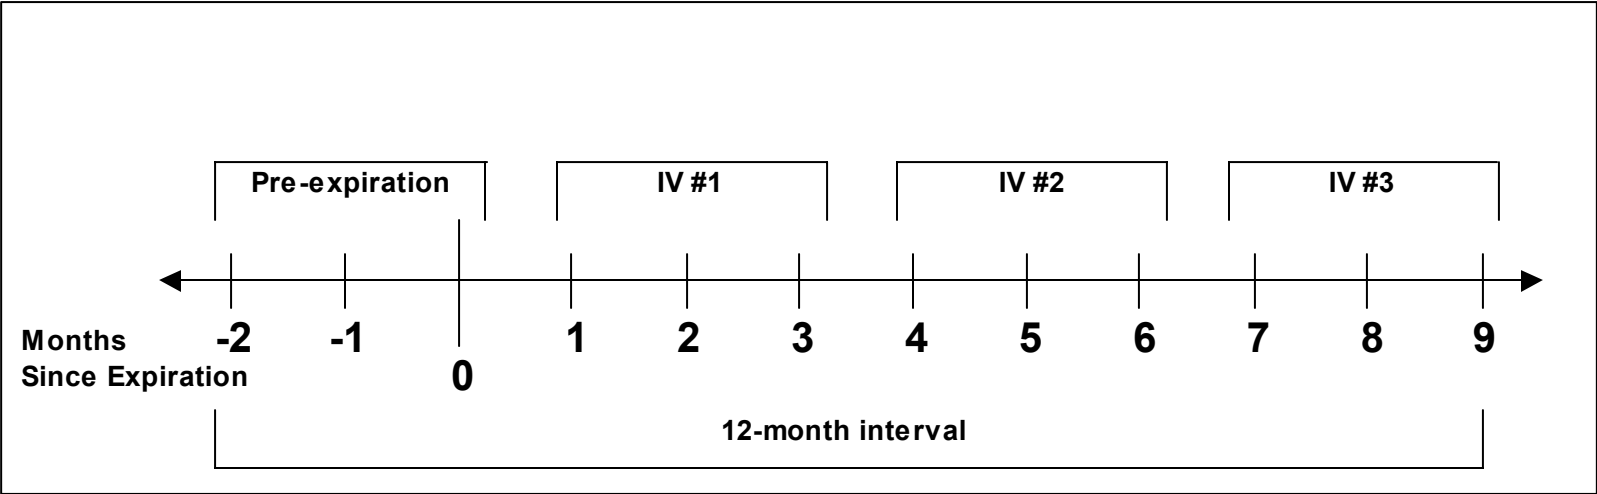 Pre-expiration IV #1 IV #2 IV #3
Months -2 -1 1 2 3 4 5 6 7 8 9
Since Expiration 0
12-month interval